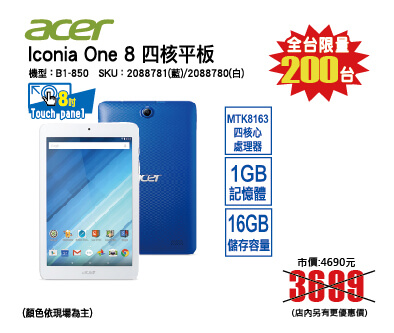 acer
Iconia One 8 四核平板
機型：B1-850 SKU：2088781(藍)/2088780(白)
全台限量
200台
8吋
Touch panel
MTK8163
四核心
處理器
acer
1GB
記憶體
16GB
儲存容量
acer
市價:4690元
3689
(店內另有更優惠價)
(顏色依現場為主)